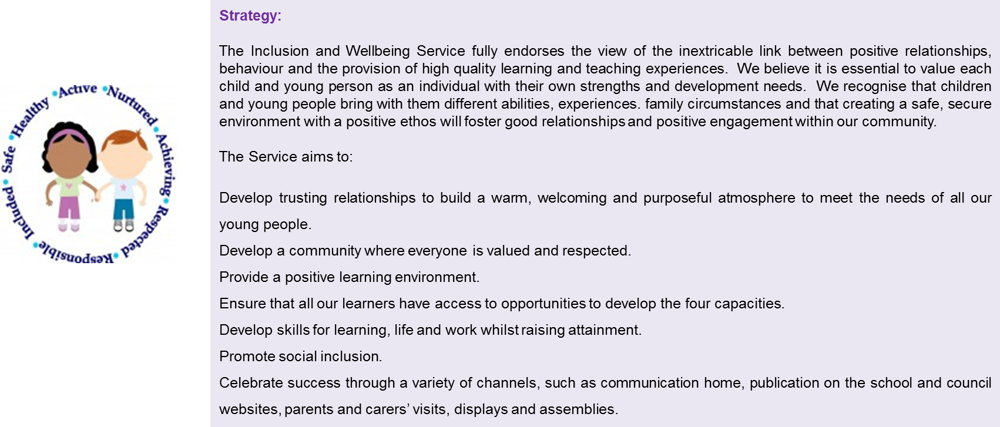 •Safe •Healthy •Active •Nurtured •Achieving •Respected •Responsible •Included
Strategy:
The Inclusion and Wellbeing Service fully endorses the view of the inextricable link between positive relationships,
behaviour and the provision of high quality learning and teaching experiences. We believe it is essential to value each
child and young person as an individual with their own strengths and development needs. We recognise that children
and young people bring with them different abilities, experiences. family circumstances and that creating a safe, secure
environment with a positive ethos will foster good relationships and positive engagement within our community.
The Service aims to:
Develop trusting relationships to build a warm, welcoming and purposeful atmosphere to meet the needs of all our
young people.
Develop a community where everyone is valued and respected.
Provide a positive learning environment.
Ensure that all our learners have access to opportunities to develop the four capacities.
Develop skills for learning, life and work whilst raising attainment.
Promote social inclusion.
Celebrate success through a variety of channels, such as communication home, publication on the school and council
websites, parents and carers’ visits, displays and assemblies.